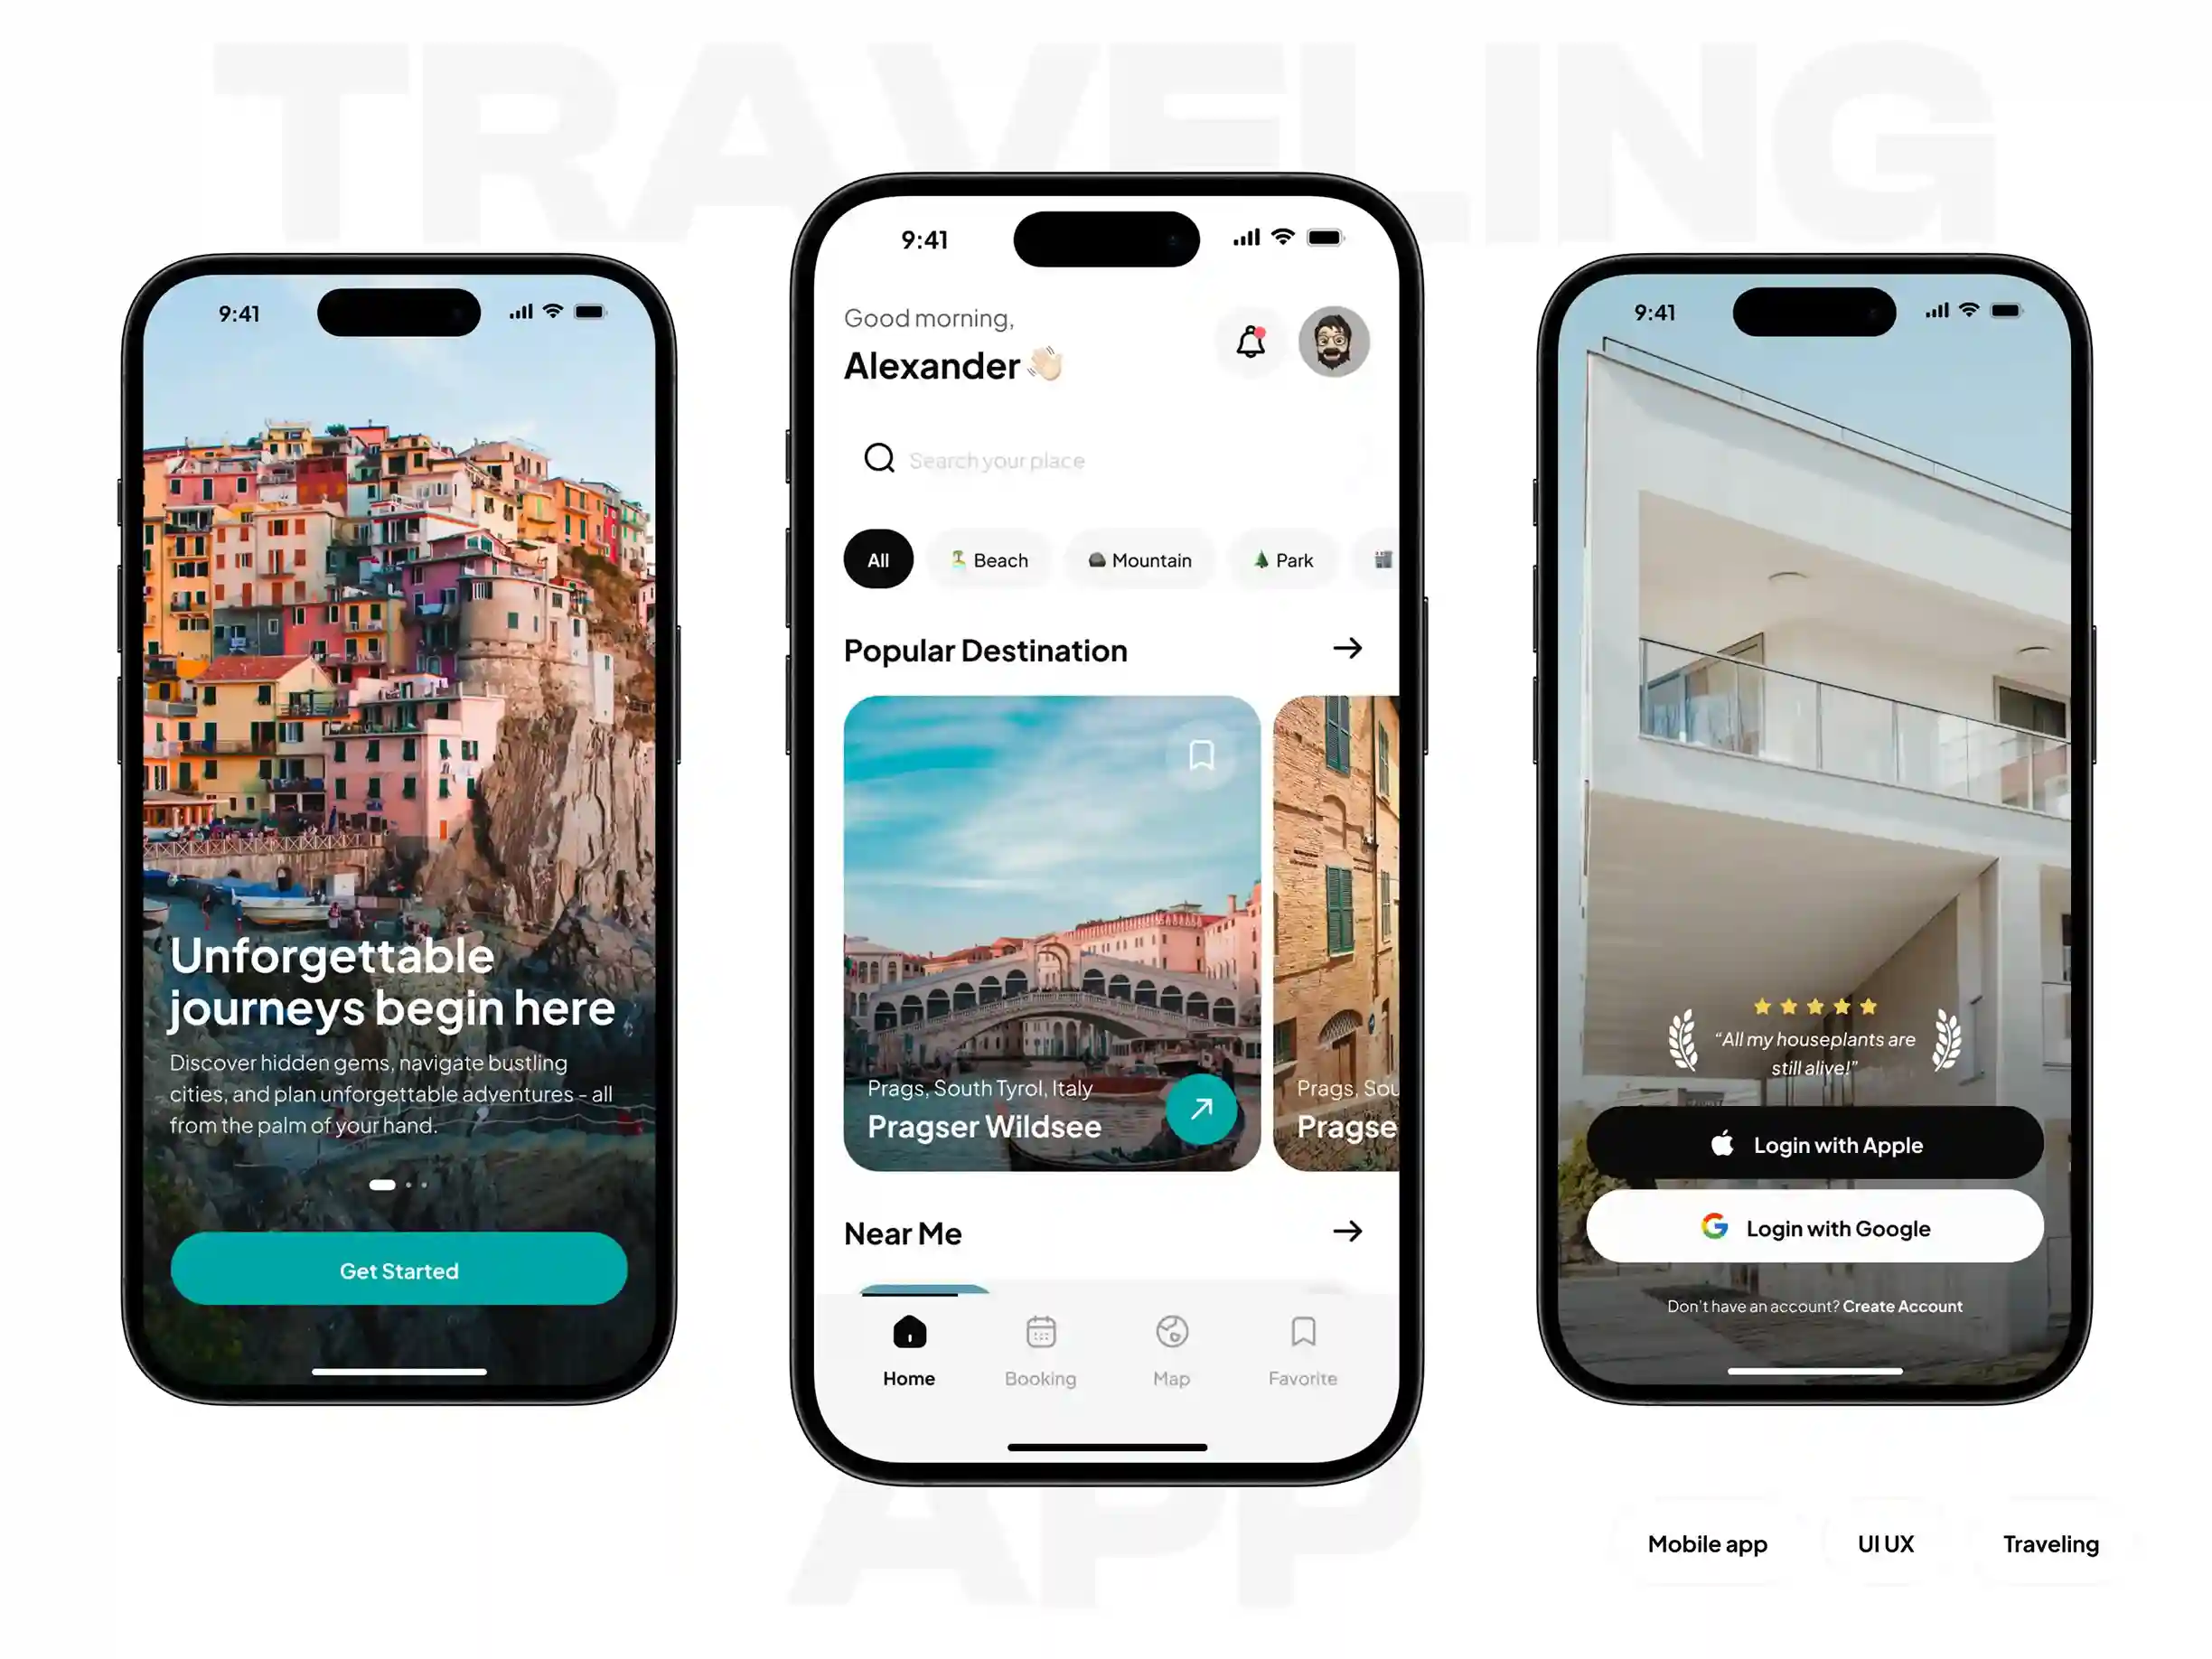 TRAVELING
9:41
Unforgettable
journeys begin here
Discover hidden gems, navigate bustling
cities, and plan unforgettable adventures - all
from the palm of your hand.
Get Started
9:41
Good morning,
Alexander 👋🏻
Search your place
All
Beach
Mountain
Park
Popular Destination
Prags, South Tyrol, Italy
Pragser Wildsee
Prags, Sou
Pragse
Near Me
Home
Booking
Map
Favorite
9:41
“All my houseplants are
still alive!”
Login with Apple
Login with Google
Don't have an account? Create Account
APP
Mobile app
UI UX
Traveling